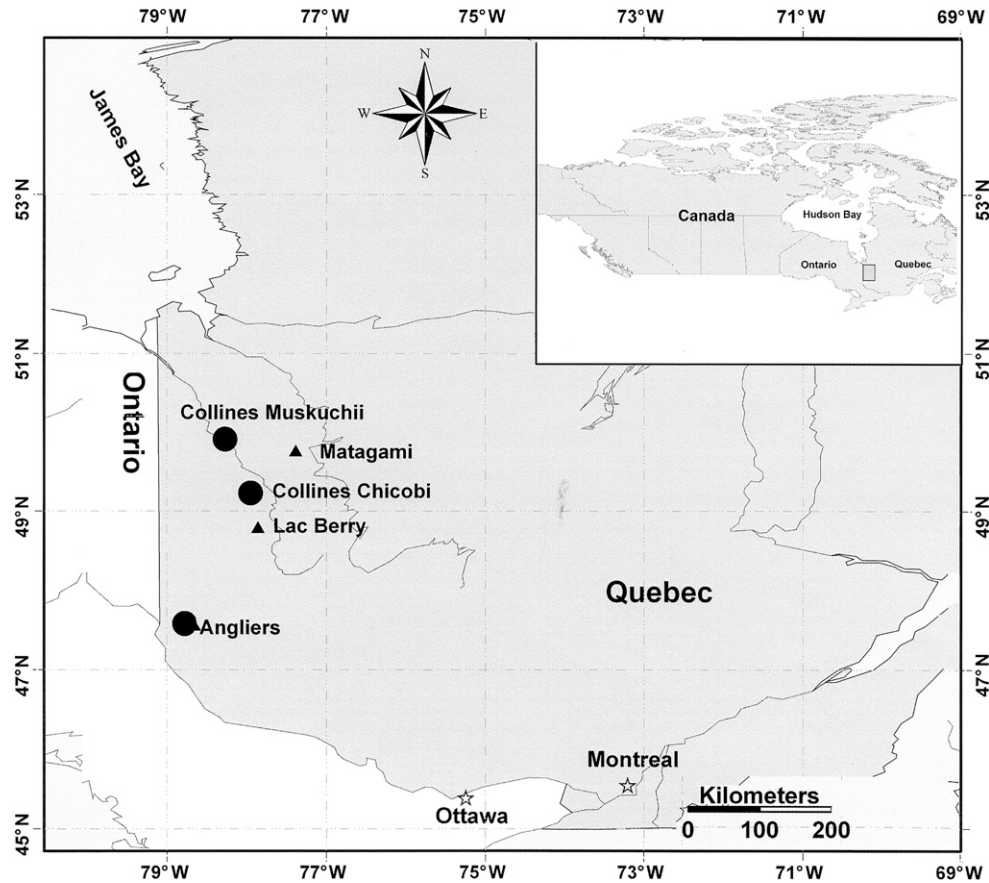 79°W 77°W 75°W 73°W 71°W 69°W
N
W E
S
James Bay
53°N
53°N
Canada
Hudson Bay
Ontario
Quebec
51°N
51°N
Ontario
Collines Muskuchii
Matagami
Collines Chicobi
49°N
49°N
Lac Berry
Quebec
Angliers
47°N
47°N
Montreal
Ottawa
Kilometers
0 100 200
45°N
45°N
79°W 77°W 75°W 73°W 71°W 69°W